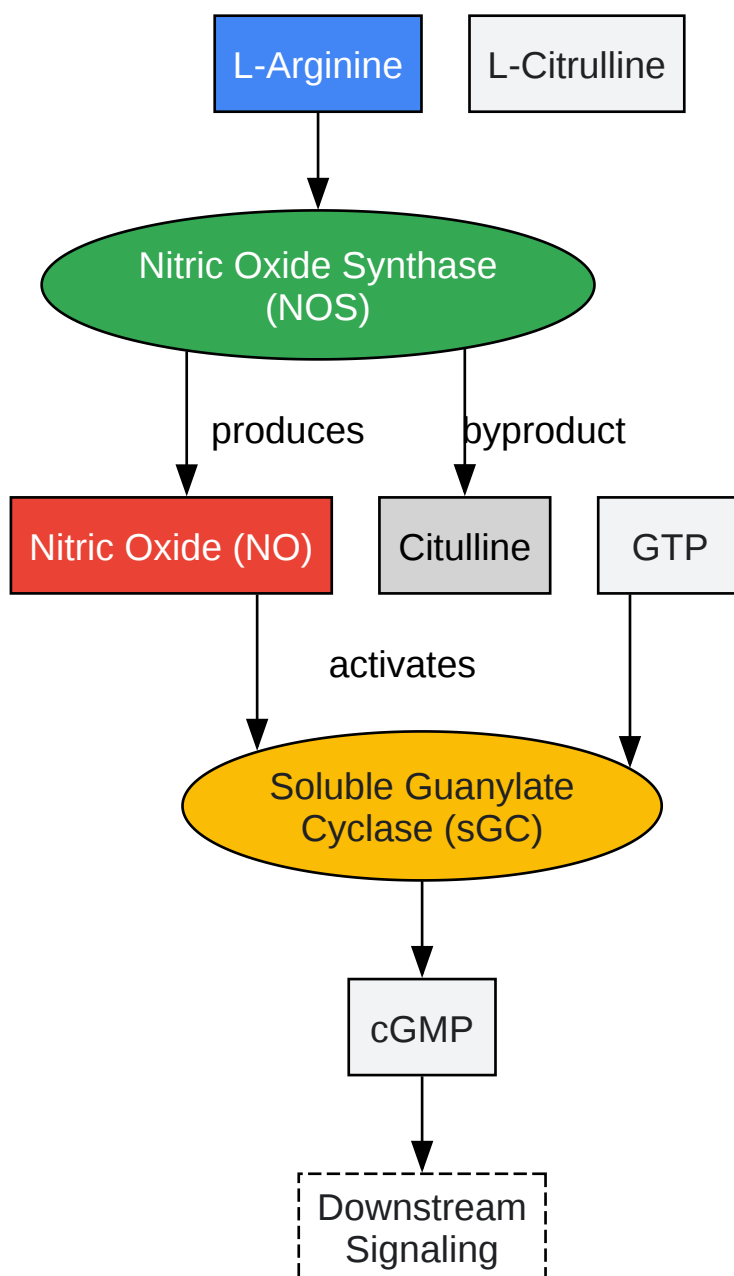 L-Arginine
L-Citrulline
Nitric Oxide Synthase
(NOS)
produces
byproduct
Nitric Oxide (NO)
Citulline
GTP
activates
Soluble Guanylate
Cyclase (sGC)
cGMP
Downstream
Signaling